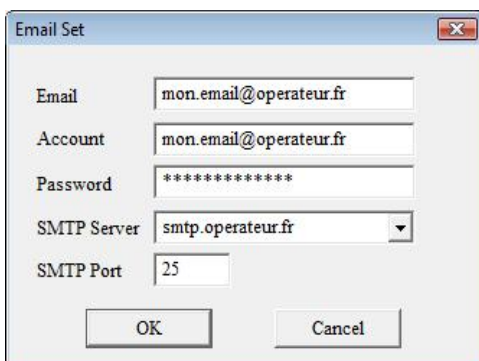 Email Set
Email mon.email@operateur.fr
Account mon.email@operateur.fr
Password *************
SMTP Server smtp.operateur.fr
SMTP Port 25
OK Cancel